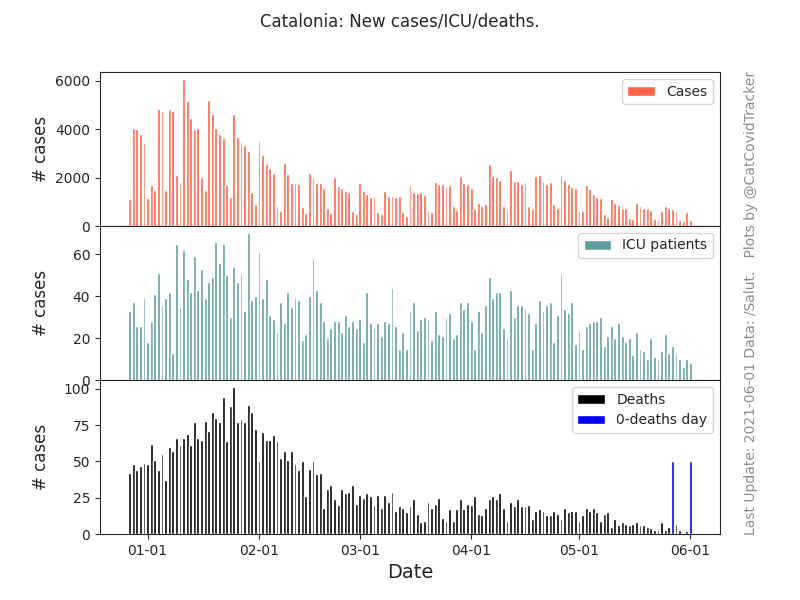 Catalonia: New cases/ICU/deaths.
6000
4000
2000
0
# cases
Cases
60
40
20
0
# cases
ICU patients
100
75
50
25
0
# cases
Deaths
0-deaths day
01-01 02-01 03-01 04-01 05-01 06-01
Date
Last Update: 2021-06-01 Data: /Salut. Plots by @CatCovidTracker